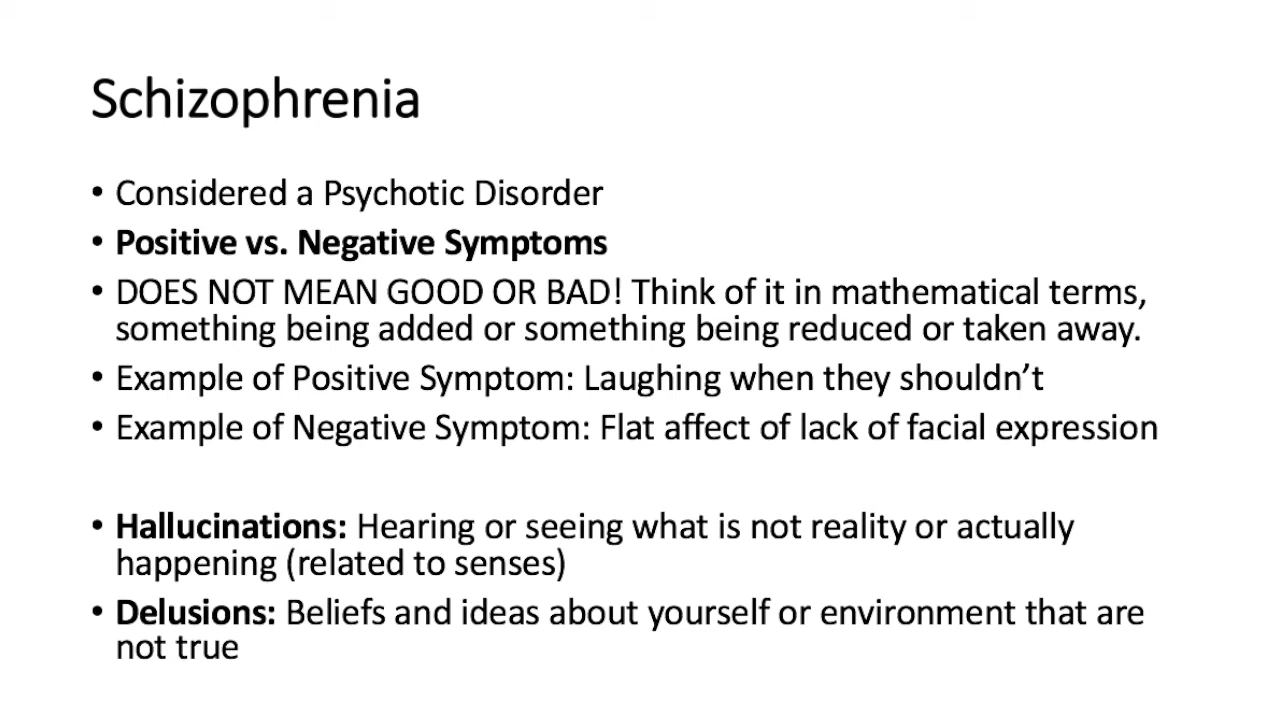 Schizophrenia
• Considered a Psychotic Disorder
• Positive vs. Negative Symptoms
• DOES NOT MEAN GOOD OR BAD! Think of it in mathematical terms,
something being added or something being reduced or taken away.
• Example of Positive Symptom: Laughing when they shouldn’t
• Example of Negative Symptom: Flat affect of lack of facial expression
• Hallucinations: Hearing or seeing what is not reality or actually
happening (related to senses)
• Delusions: Beliefs and ideas about yourself or environment that are
not true